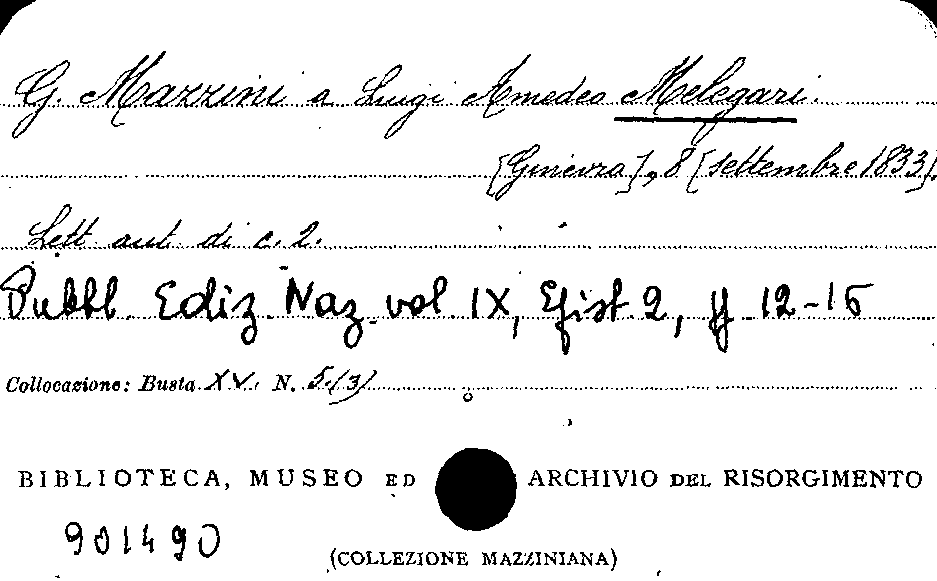 G. Mazzini a Luigi Amedeo Melegari.
[Ginevra], 8 [settembre 1833].
Lett. aut. di c. 2.
Pubbl. Ediz. Naz. vol. IX, Epist. 2, pp. 12-15
Collocazione: Busta XV. N. 5/(3)
BIBLIOTECA, MUSEO ED ARCHIVIO DEL RISORGIMENTO
901490
(COLLEZIONE MAZZINIANA)